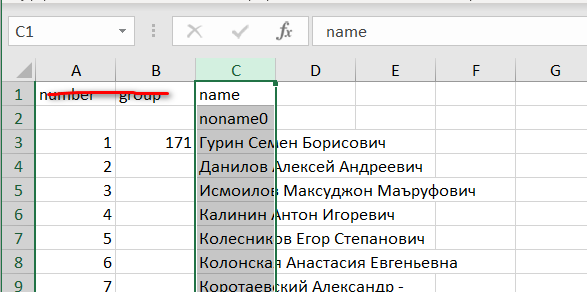 C1 name
A B C D E F G
1 number group name
2 noname0
3 1 171 Гурин Семен Борисович
4 2 Данилов Алексей Андреевич
5 3 Исмоилов Максуджон Маъруфович
6 4 Калинин Антон Игоревич
7 5 Колесников Егор Степанович
8 6 Колонская Анастасия Евгеньевна
9 7 Коротаевский Александр -